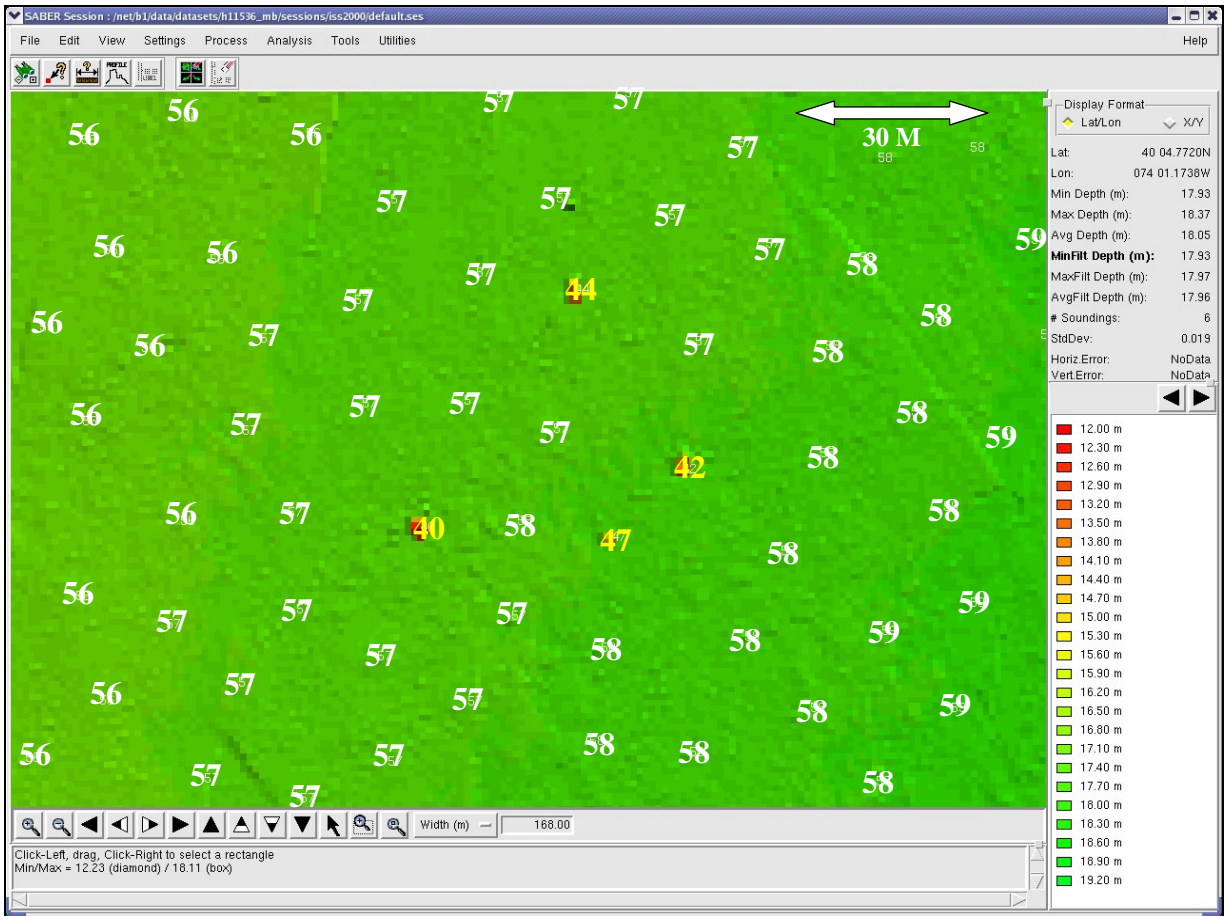 SABER Session : /net/b1/data/datasets/h11536_mb/sessions/iss2000/default.ses
File Edit View Settings Process Analysis Tools Utilities Help
PROFILE LABEL
57 57
56 56 56
30 M
57 58 58
57 57 57
56 56 57 58 59
57
44
57 58
56 57 57 58
56
57 57 58
56 57 57 59
58
42
56 57 58 58
40 47
58
56 57 57 59
57 58 58 59
57
56 57 57 58 59
56 57 58 58
57 57 58
Display Format
Lat/Lon X/Y
Lat: 40 04.7720N
Lon: 074 01.1738W
Min Depth (m): 17.93
Max Depth (m): 18.37
Avg Depth (m): 18.05
MinFilt Depth (m): 17.93
MaxFilt Depth (m): 17.97
AvgFilt Depth (m): 17.96
# Soundings: 6
StdDev: 0.019
Horiz.Error: NoData
Vert.Error: NoData
12.00 m
12.30 m
12.60 m
12.90 m
13.20 m
13.50 m
13.80 m
14.10 m
14.40 m
14.70 m
15.00 m
15.30 m
15.60 m
15.90 m
16.20 m
16.50 m
16.80 m
17.10 m
17.40 m
17.70 m
18.00 m
18.30 m
18.60 m
18.90 m
19.20 m
Width (m) 168.00
Click-Left, drag, Click-Right to select a rectangle
Min/Max = 12.23 (diamond) / 18.11 (box)